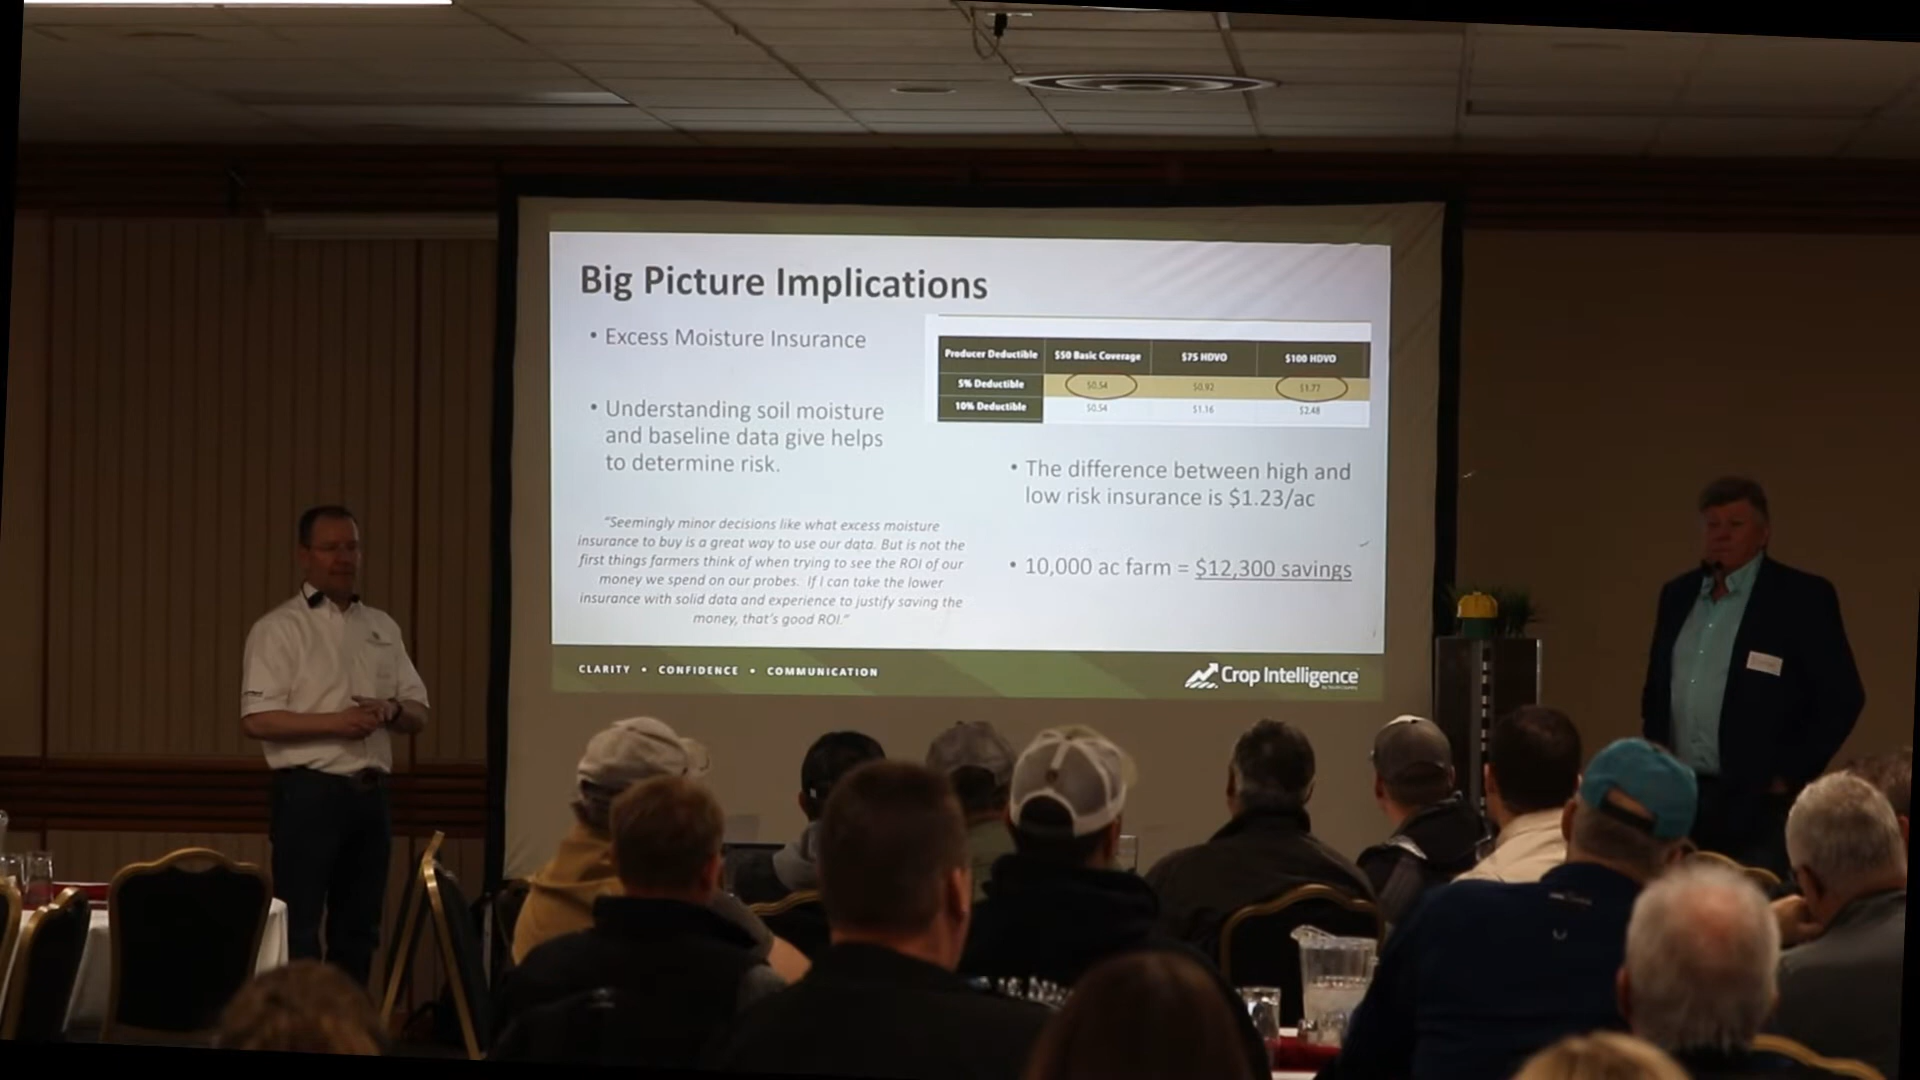 Big Picture Implications
• Excess Moisture Insurance
• Understanding soil moisture
and baseline data give helps
to determine risk.
"Seemingly minor decisions like what excess moisture
insurance to buy is a great way to use our data. But is not the
first things farmers think of when trying to see the ROI of our
money we spend on our probes. If I can take the lower
insurance with solid data and experience to justify saving the
money, that's good ROI."
Producer Deductible $50 Basic Coverage $75 HDVO $100 HDVO
5% Deductible $0.54 $0.92 $1.77
10% Deductible $0.54 $1.16 $2.48
• The difference between high and
low risk insurance is $1.23/ac
• 10,000 ac farm = $12,300 savings
CLARITY • CONFIDENCE • COMMUNICATION
Crop Intelligence